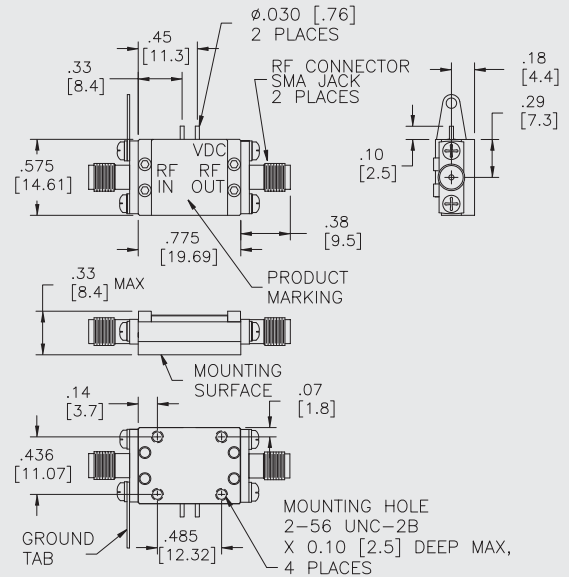 .45
[11.3]
ø.030 [.76]
2 PLACES
.33
[8.4]
RF CONNECTOR
SMA JACK
2 PLACES
.18
[4.4]
.29
[7.3]
.10
[2.5]
.575
[14.61]
VDC
RF
IN
RF
OUT
.775
[19.69]
.38
[9.5]
PRODUCT
MARKING
.33
[8.4] MAX
MOUNTING
SURFACE
.14
[3.7]
.07
[1.8]
.436
[11.07]
GROUND
TAB
.485
[12.32]
MOUNTING HOLE
2-56 UNC-2B
X 0.10 [2.5] DEEP MAX,
4 PLACES